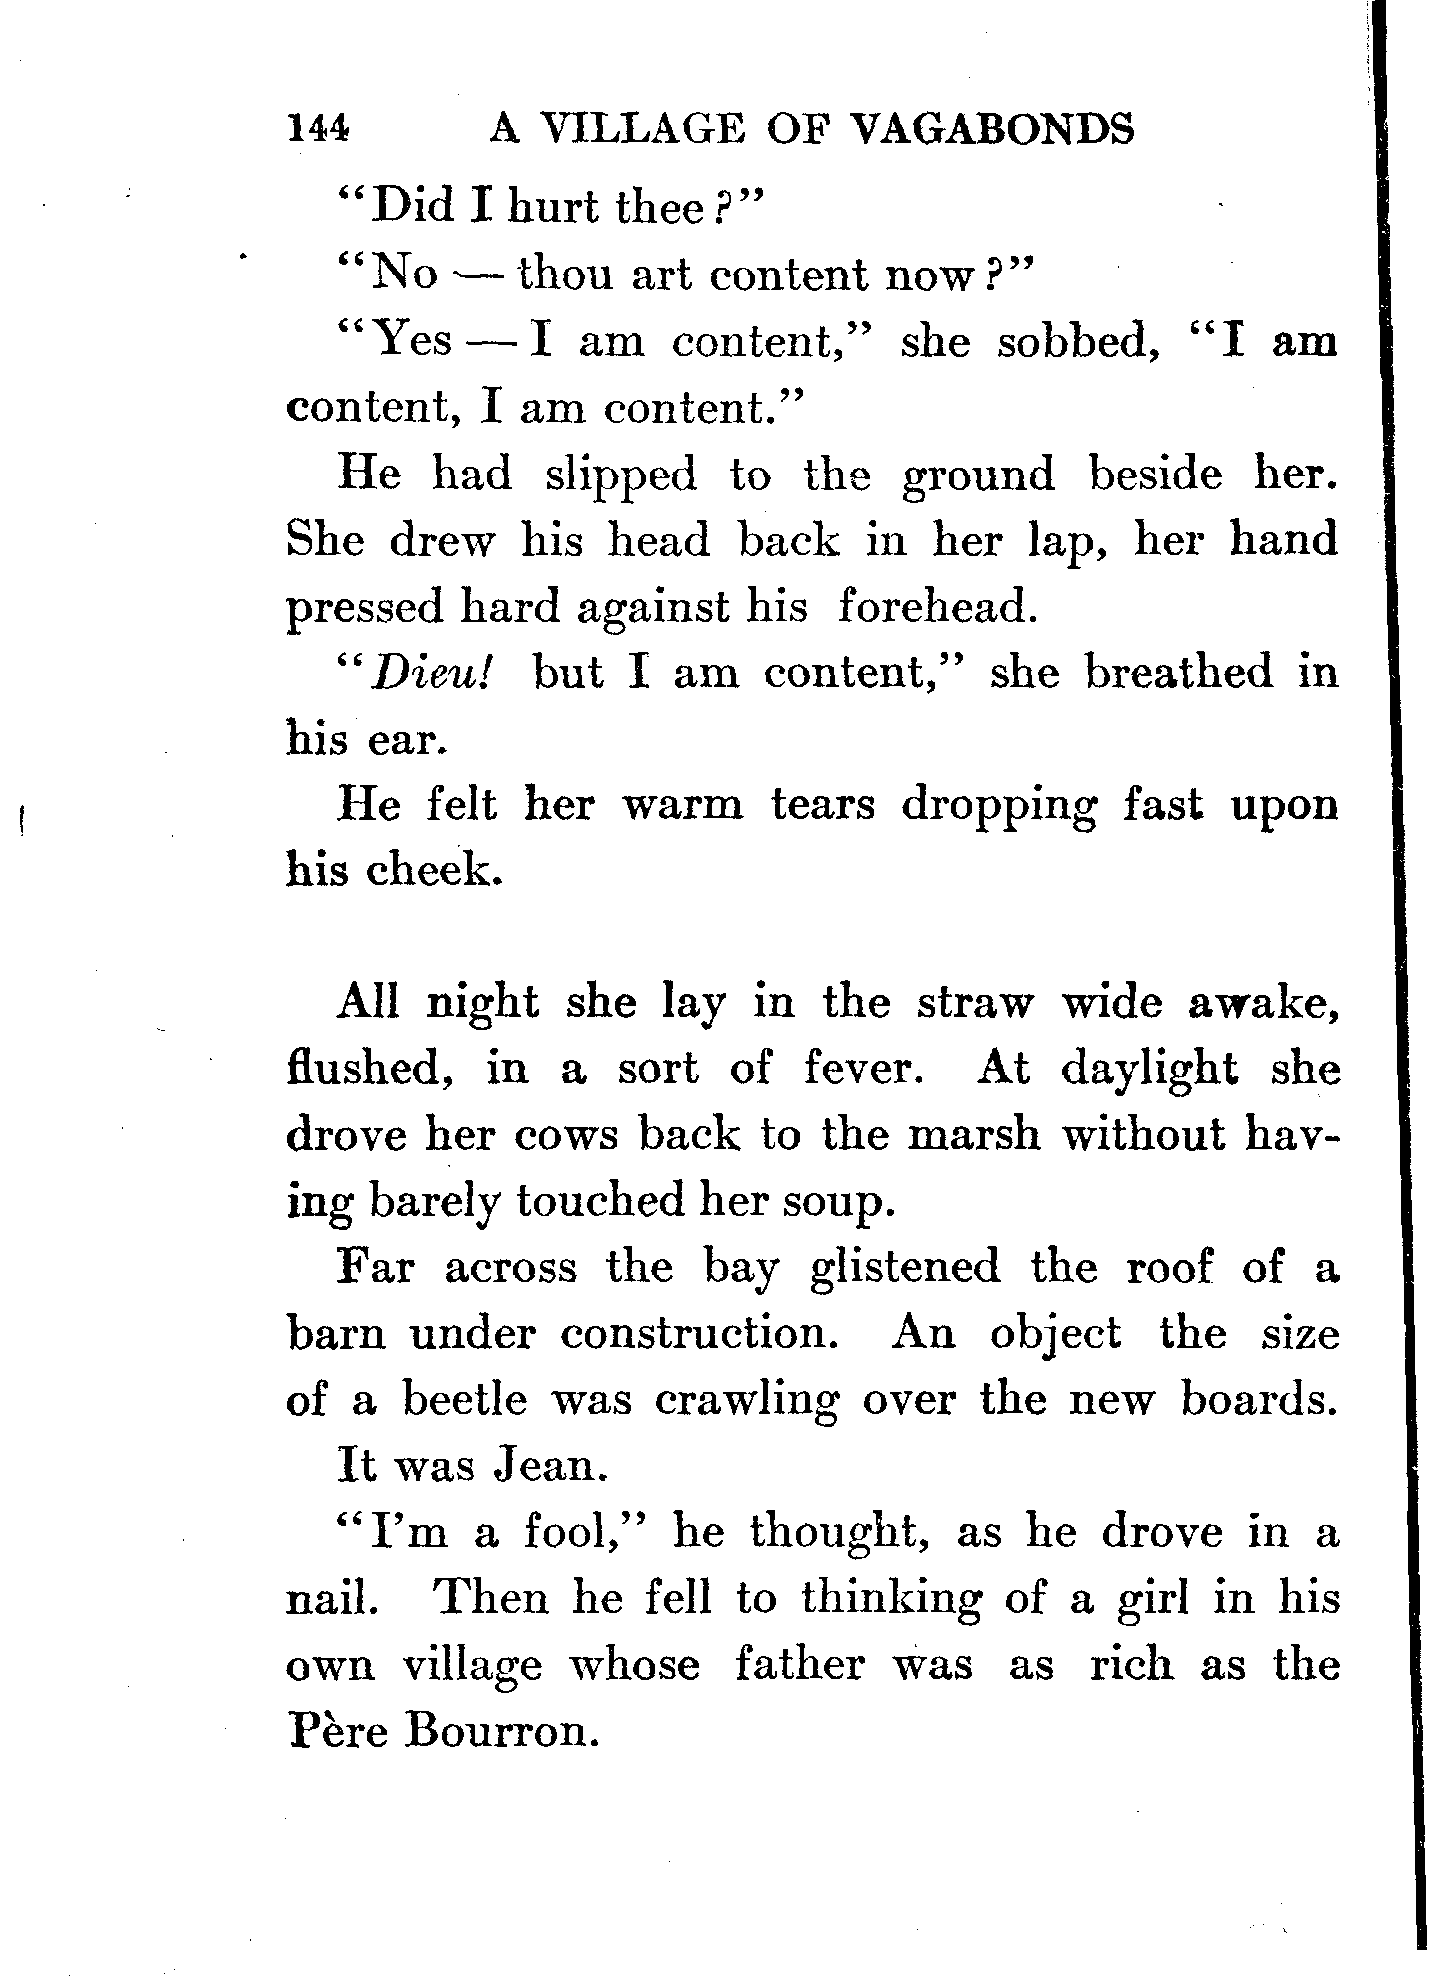 144 A VILLAGE OF VAGABONDS
“Did I hurt thee?”
“No — thou art content now?”
“Yes — I am content,” she sobbed, “I am
content, I am content.”
He had slipped to the ground beside her.
She drew his head back in her lap, her hand
pressed hard against his forehead.
“Dieu! but I am content,” she breathed in
his ear.
He felt her warm tears dropping fast upon
his cheek.
All night she lay in the straw wide awake,
flushed, in a sort of fever. At daylight she
drove her cows back to the marsh without hav-
ing barely touched her soup.
Far across the bay glistened the roof of a
barn under construction. An object the size
of a beetle was crawling over the new boards.
It was Jean.
“I’m a fool,” he thought, as he drove in a
nail. Then he fell to thinking of a girl in his
own village whose father was as rich as the
Père Bourron.